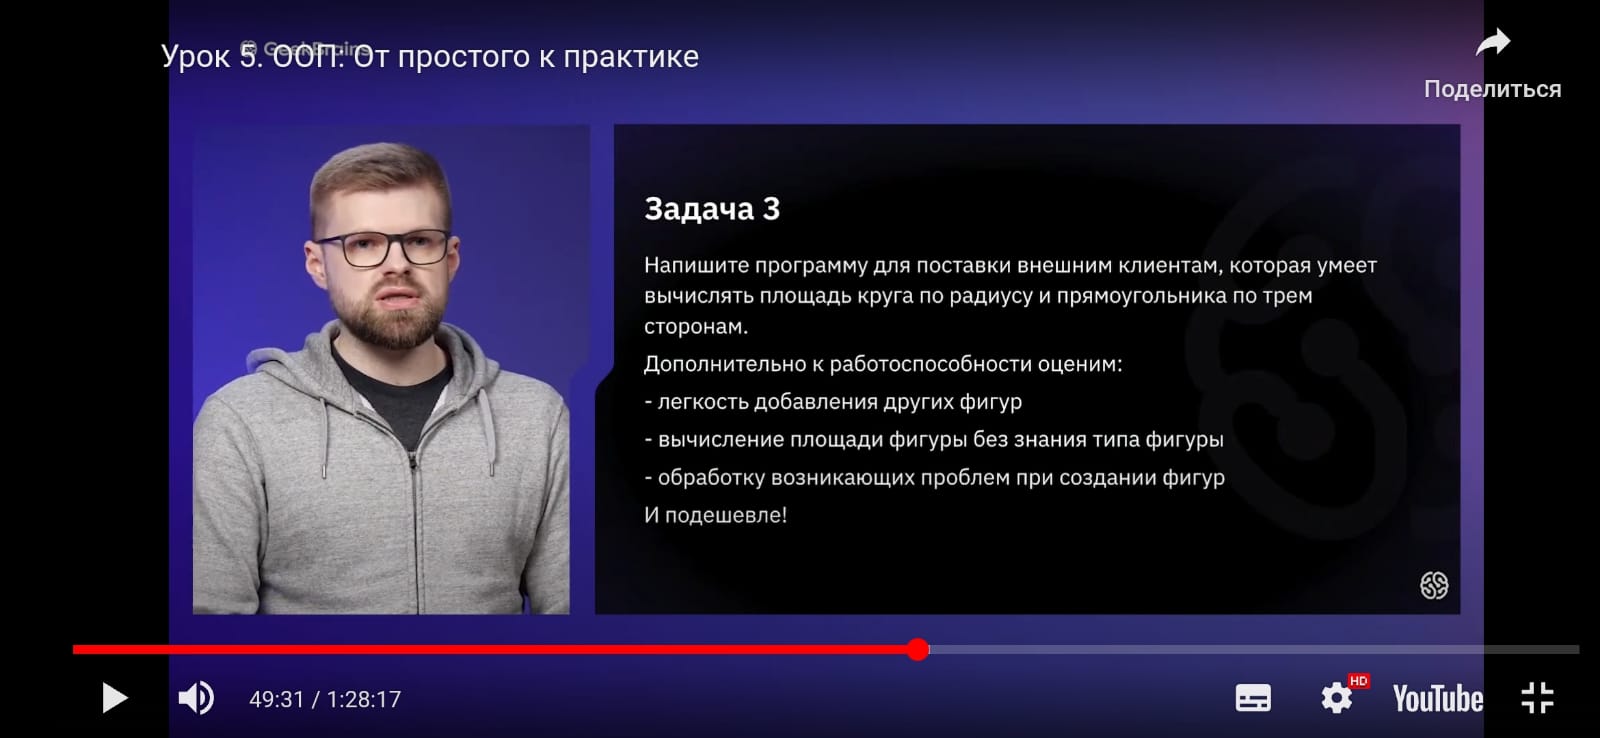 GeekBrains
Урок 5. ООП: От простого к практике
Поделиться
Задача 3
Напишите программу для поставки внешним клиентам, которая умеет
вычислять площадь круга по радиусу и прямоугольника по трем
сторонам.
Дополнительно к работоспособности оценим:
- легкость добавления других фигур
- вычисление площади фигуры без знания типа фигуры
- обработку возникающих проблем при создании фигур
И подешевле!
49:31 / 1:28:17
HD
YouTube